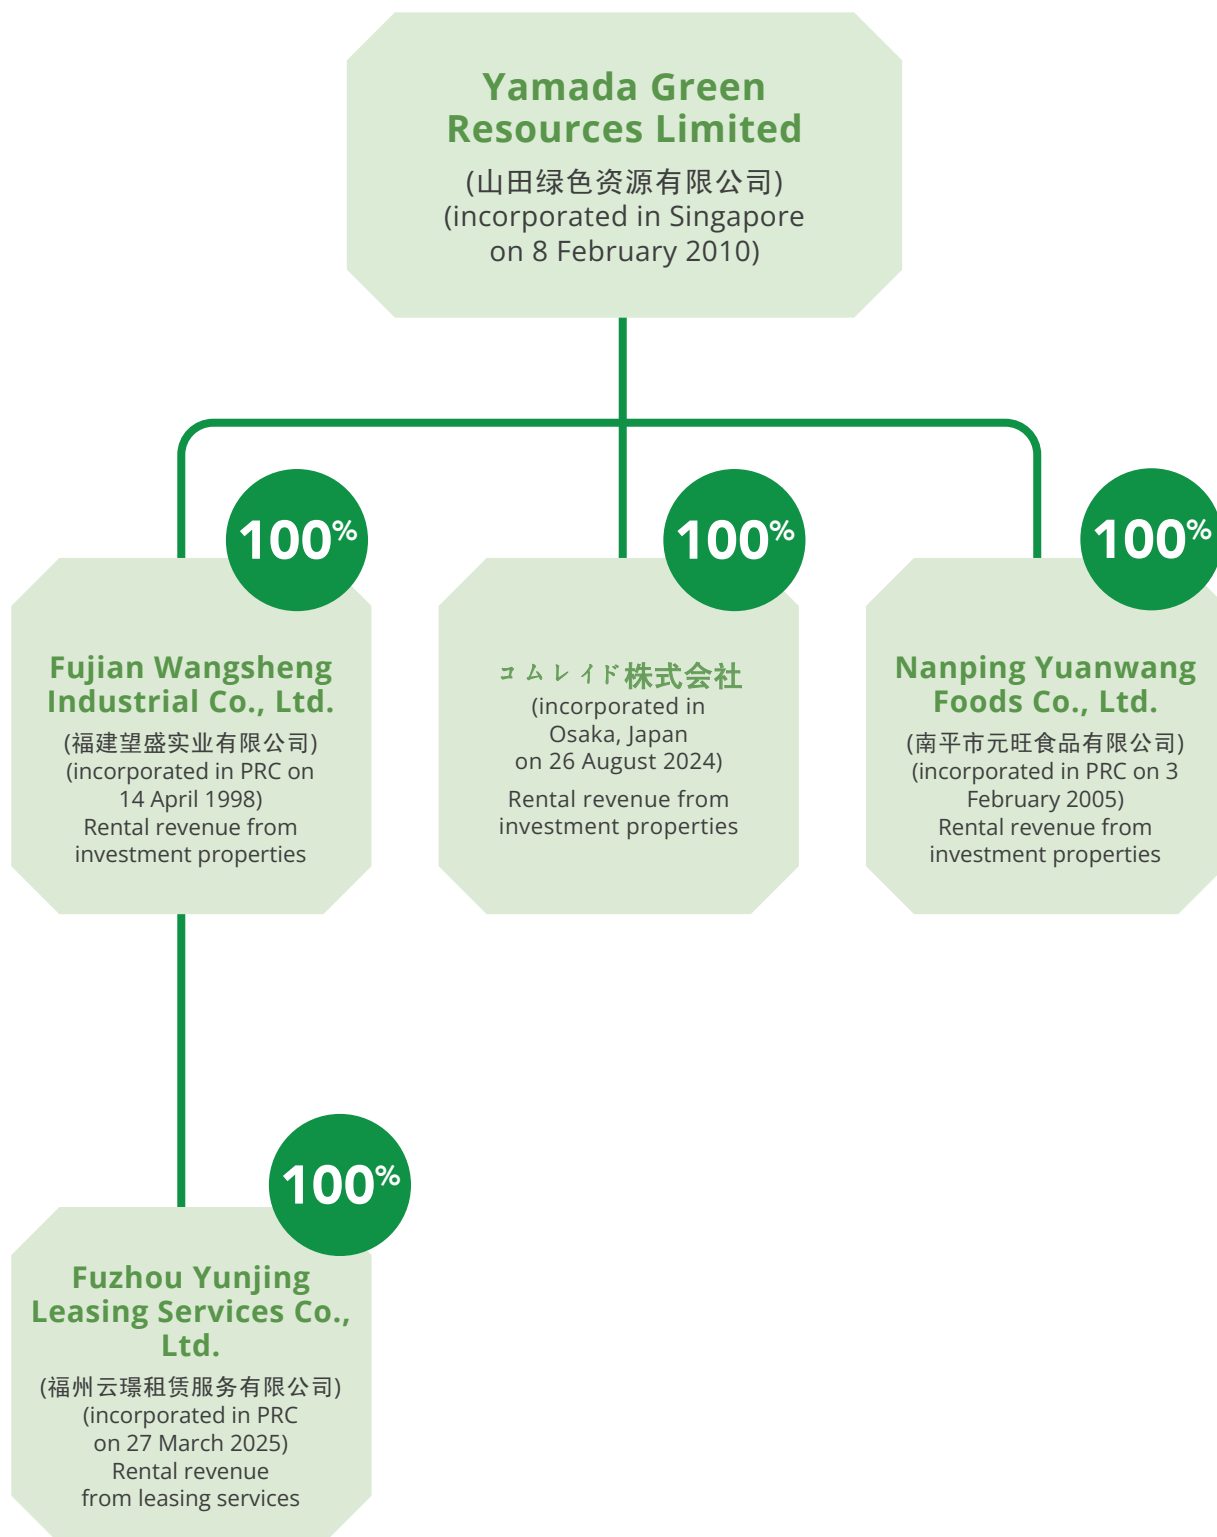 Yamada Green
Resources Limited
(山田绿色资源有限公司)
(incorporated in Singapore
on 8 February 2010)
100%
Fujian Wangsheng
Industrial Co., Ltd.
(福建望盛实业有限公司)
(incorporated in PRC on
14 April 1998)
Rental revenue from
investment properties
100%
コムレイド株式会社
(incorporated in
Osaka, Japan
on 26 August 2024)
Rental revenue from
investment properties
100%
Nanping Yuanwang
Foods Co., Ltd.
(南平市元旺食品有限公司)
(incorporated in PRC on 3
February 2005)
Rental revenue from
investment properties
100%
Fuzhou Yunjing
Leasing Services Co.,
Ltd.
(福州云璟租赁服务有限公司)
(incorporated in PRC
on 27 March 2025)
Rental revenue
from leasing services